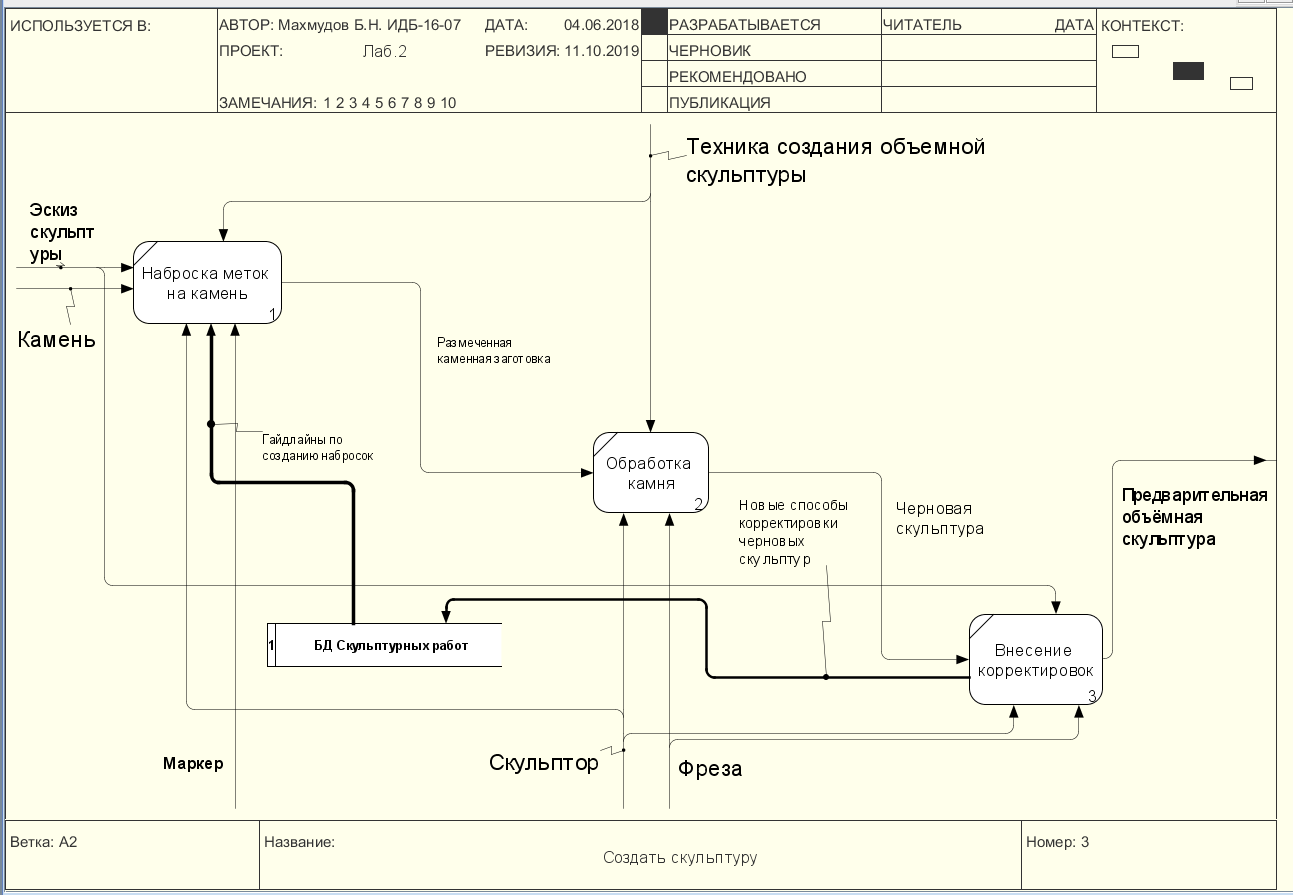 ИСПОЛЬЗУЕТСЯ В:
АВТОР: Махмудов Б.Н. ИДБ-16-07
ДАТА: 04.06.2018
ПРОЕКТ: Лаб.2
РЕВИЗИЯ: 11.10.2019
ЗАМЕЧАНИЯ: 1 2 3 4 5 6 7 8 9 10
РАЗРАБАТЫВАЕТСЯ
ЧЕРНОВИК
РЕКОМЕНДОВАНО
ПУБЛИКАЦИЯ
ЧИТАТЕЛЬ
ДАТА
КОНТЕКСТ:
Техника создания объемной
скульптуры
Эскиз
скульпт
уры
Камень
Наброска меток
на камень
1
Размеченная
каменная заготовка
Гайдлайны по
созданию набросок
Обработка
камня
2
Новые способы
корректировки
черновых
скульптур
Черновая
скульптура
Предварительная
объёмная
скульптура
1
БД Скульптурных работ
Внесение
корректировок
3
Маркер
Скульптор
Фреза
Ветка: A2
Название:
Создать скульптуру
Номер: 3